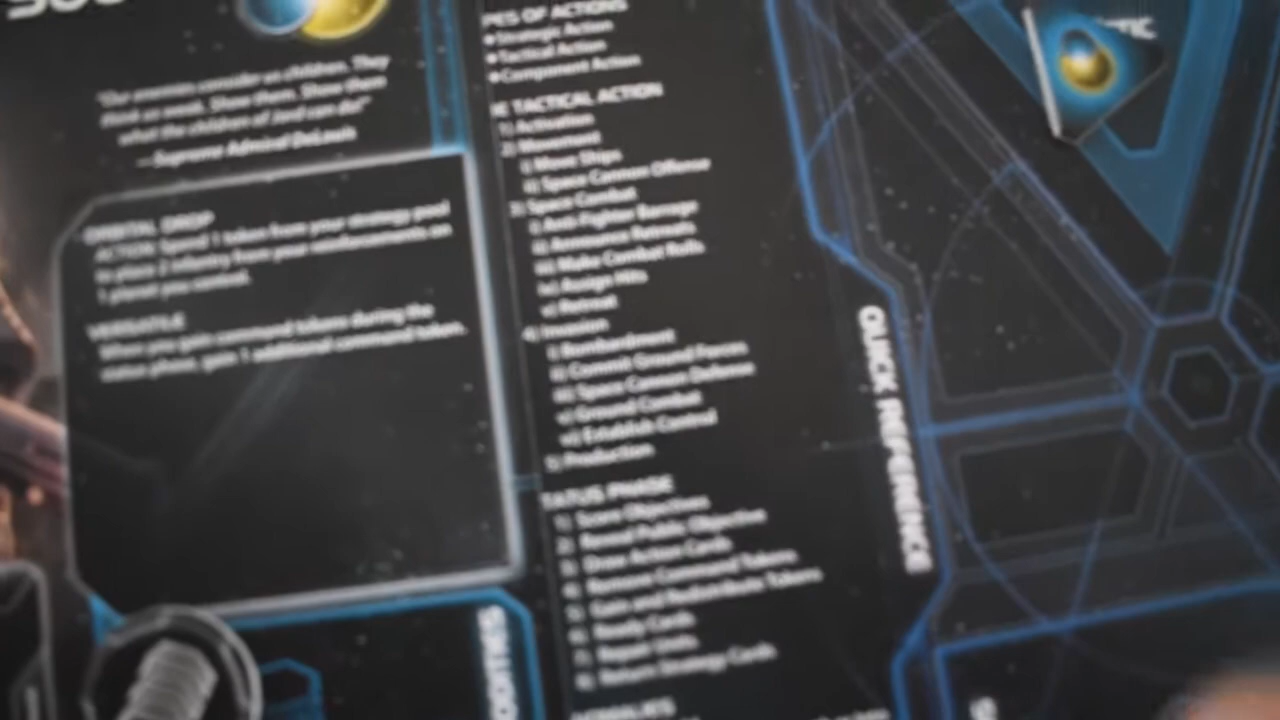 "Our enemies consider us children. They
think us weak. Show them. Show them
what the children of Jord can do!"
—Supreme Admiral DeLouis
ORBITAL DROP
ACTION: Spend 1 token from your strategy pool
to place 2 infantry from your reinforcements on
1 planet you control.
VERSATILE
When you gain command tokens during the
status phase, gain 1 additional command token.
PES OF ACTIONS
•Strategic Action
•Tactical Action
•Component Action
E TACTICAL ACTION
1) Activation
2) Movement
i) Move Ships
ii) Space Cannon Offense
3) Space Combat
i) Anti-Fighter Barrage
ii) Announce Retreats
iii) Make Combat Rolls
iv) Assign Hits
v) Retreat
4) Invasion
i) Bombardment
ii) Commit Ground Forces
iii) Space Cannon Defense
v) Ground Combat
vi) Establish Control
5) Production
TATUS PHASE
1) Score Objectives
2) Reveal Public Objective
3) Draw Action Cards
4) Remove Command Tokens
5) Gain and Redistribute Tokens
6) Ready Cards
7) Repair Units
8) Return Strategy Cards
QUICK REFERENCE
TIC